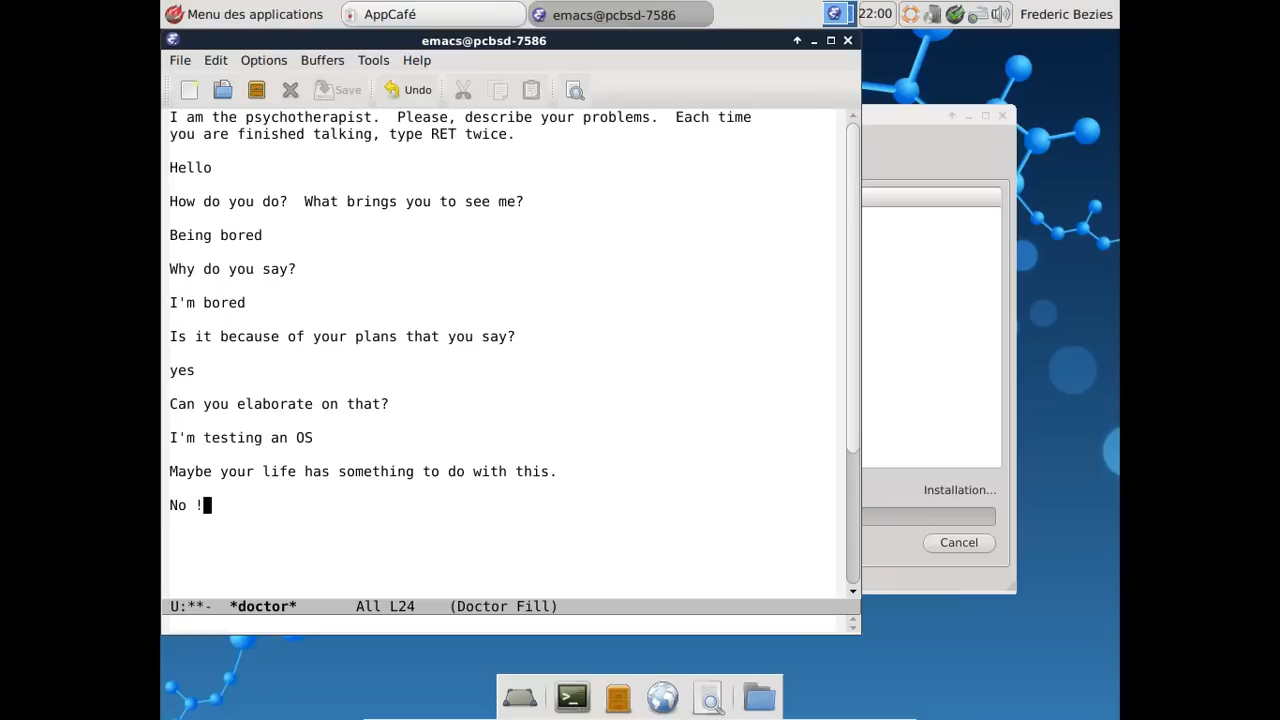 Menu des applications
AppCafé
emacs@pcbsd-7586
22:00
Frederic Bezies
emacs@pcbsd-7586
File Edit Options Buffers Tools Help
Save
Undo
I am the psychotherapist.  Please, describe your problems.  Each time
you are finished talking, type RET twice.
Hello
How do you do?  What brings you to see me?
Being bored
Why do you say?
I'm bored
Is it because of your plans that you say?
yes
Can you elaborate on that?
I'm testing an OS
Maybe your life has something to do with this.
No !
Installation...
Cancel
U:**-  *doctor*       All L24    (Doctor Fill)